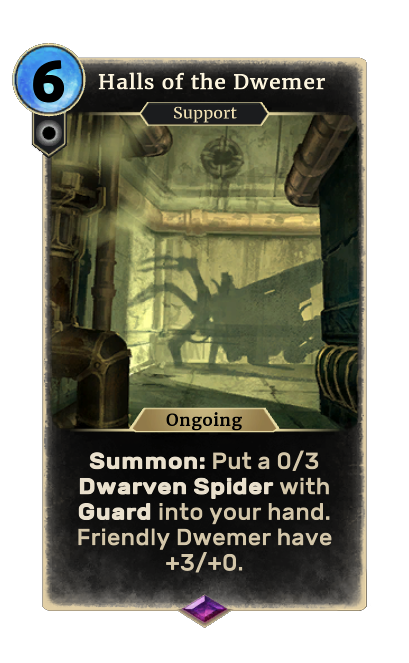 6
Halls of the Dwemer
Support
Ongoing
Summon: Put a 0/3
Dwarven Spider with
Guard into your hand.
Friendly Dwemer have
+3/+0.